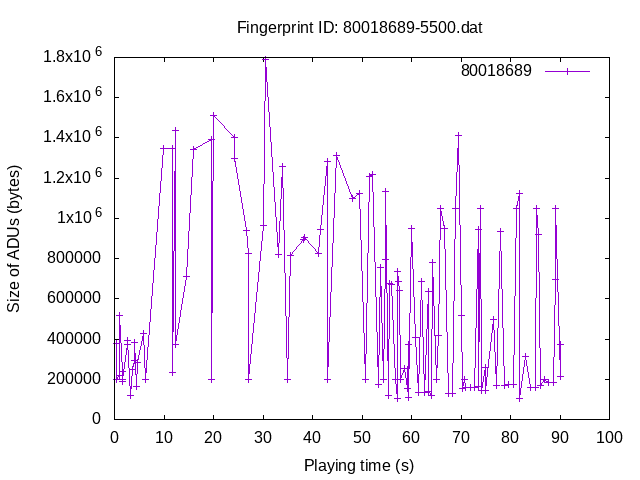 Fingerprint ID: 80018689-5500.dat
80018689
1.8x10^6
1.6x10^6
1.4x10^6
1.2x10^6
1x10^6
800000
600000
400000
200000
0
Size of ADUs (bytes)
0 10 20 30 40 50 60 70 80 90 100
Playing time (s)